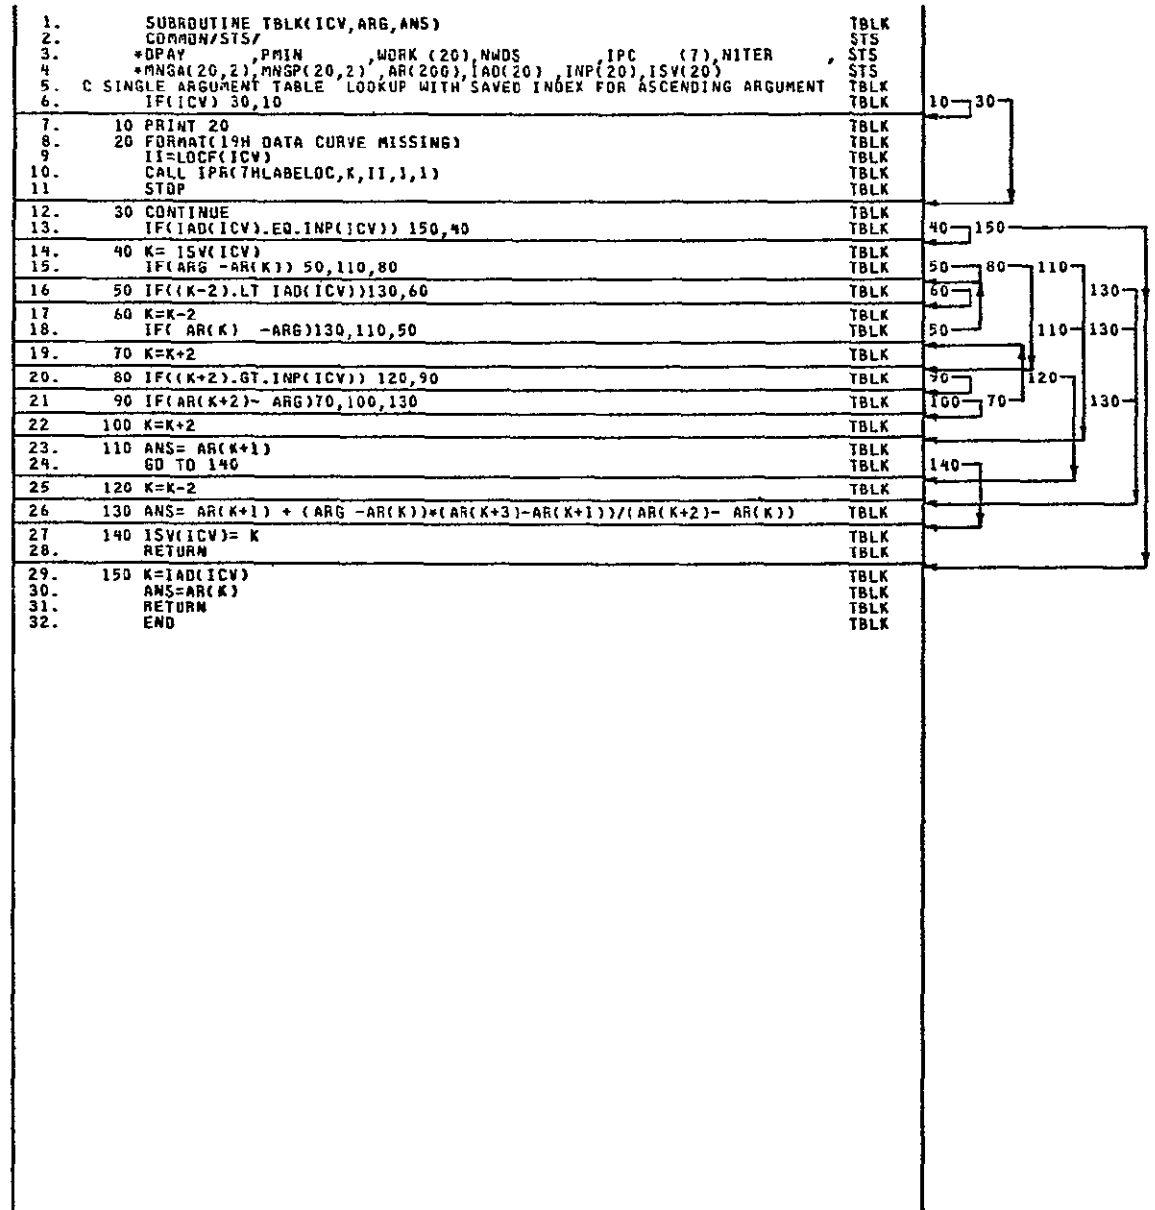 1. SUBROUTINE TBLK(ICV,ARG,ANS) TBLK
2. COMMON/STS/ STS
3. *DPAY ,PMIN ,WORK (20),NWDS ,IPC (7),NITER , STS
4 *MNGA(20,2),MNGP(20,2) ,AR(200),IAD(20) ,INP(20),ISV(20) STS
5. C SINGLE ARGUMENT TABLE LOOKUP WITH SAVED INDEX FOR ASCENDING ARGUMENT TBLK
6. IF(ICV) 30,10 TBLK 10 30
7. 10 PRINT 20 TBLK
8. 20 FORMAT(19H DATA CURVE MISSING) TBLK
9 II=LOCF(ICV) TBLK
10. CALL IPR(7HLABELOC,K,II,1,1) TBLK
11 STOP TBLK
12. 30 CONTINUE TBLK
13. IF(IAD(ICV).EQ.INP(ICV)) 150,40 TBLK 40 150
14. 40 K= ISV(ICV) TBLK
15. IF(ARG -AR(K)) 50,110,80 TBLK 50 80 110
16 50 IF((K-2).LT IAD(ICV))130,60 TBLK 60 130
17 60 K=K-2 TBLK
18. IF( AR(K) -ARG)130,110,50 TBLK 50 110 130
19. 70 K=K+2 TBLK
20. 80 IF((K+2).GT.INP(ICV)) 120,90 TBLK 90 120
21 90 IF(AR(K+2)- ARG)70,100,130 TBLK 100 70 130
22 100 K=K+2 TBLK
23. 110 ANS= AR(K+1) TBLK
24. GO TO 140 TBLK 140
25 120 K=K-2 TBLK
26 130 ANS= AR(K+1) + (ARG -AR(K))*(AR(K+3)-AR(K+1))/(AR(K+2)- AR(K)) TBLK
27 140 ISV(ICV)= K TBLK
28. RETURN TBLK
29. 150 K=IAD(ICV) TBLK
30. ANS=AR(K) TBLK
31. RETURN TBLK
32. END TBLK